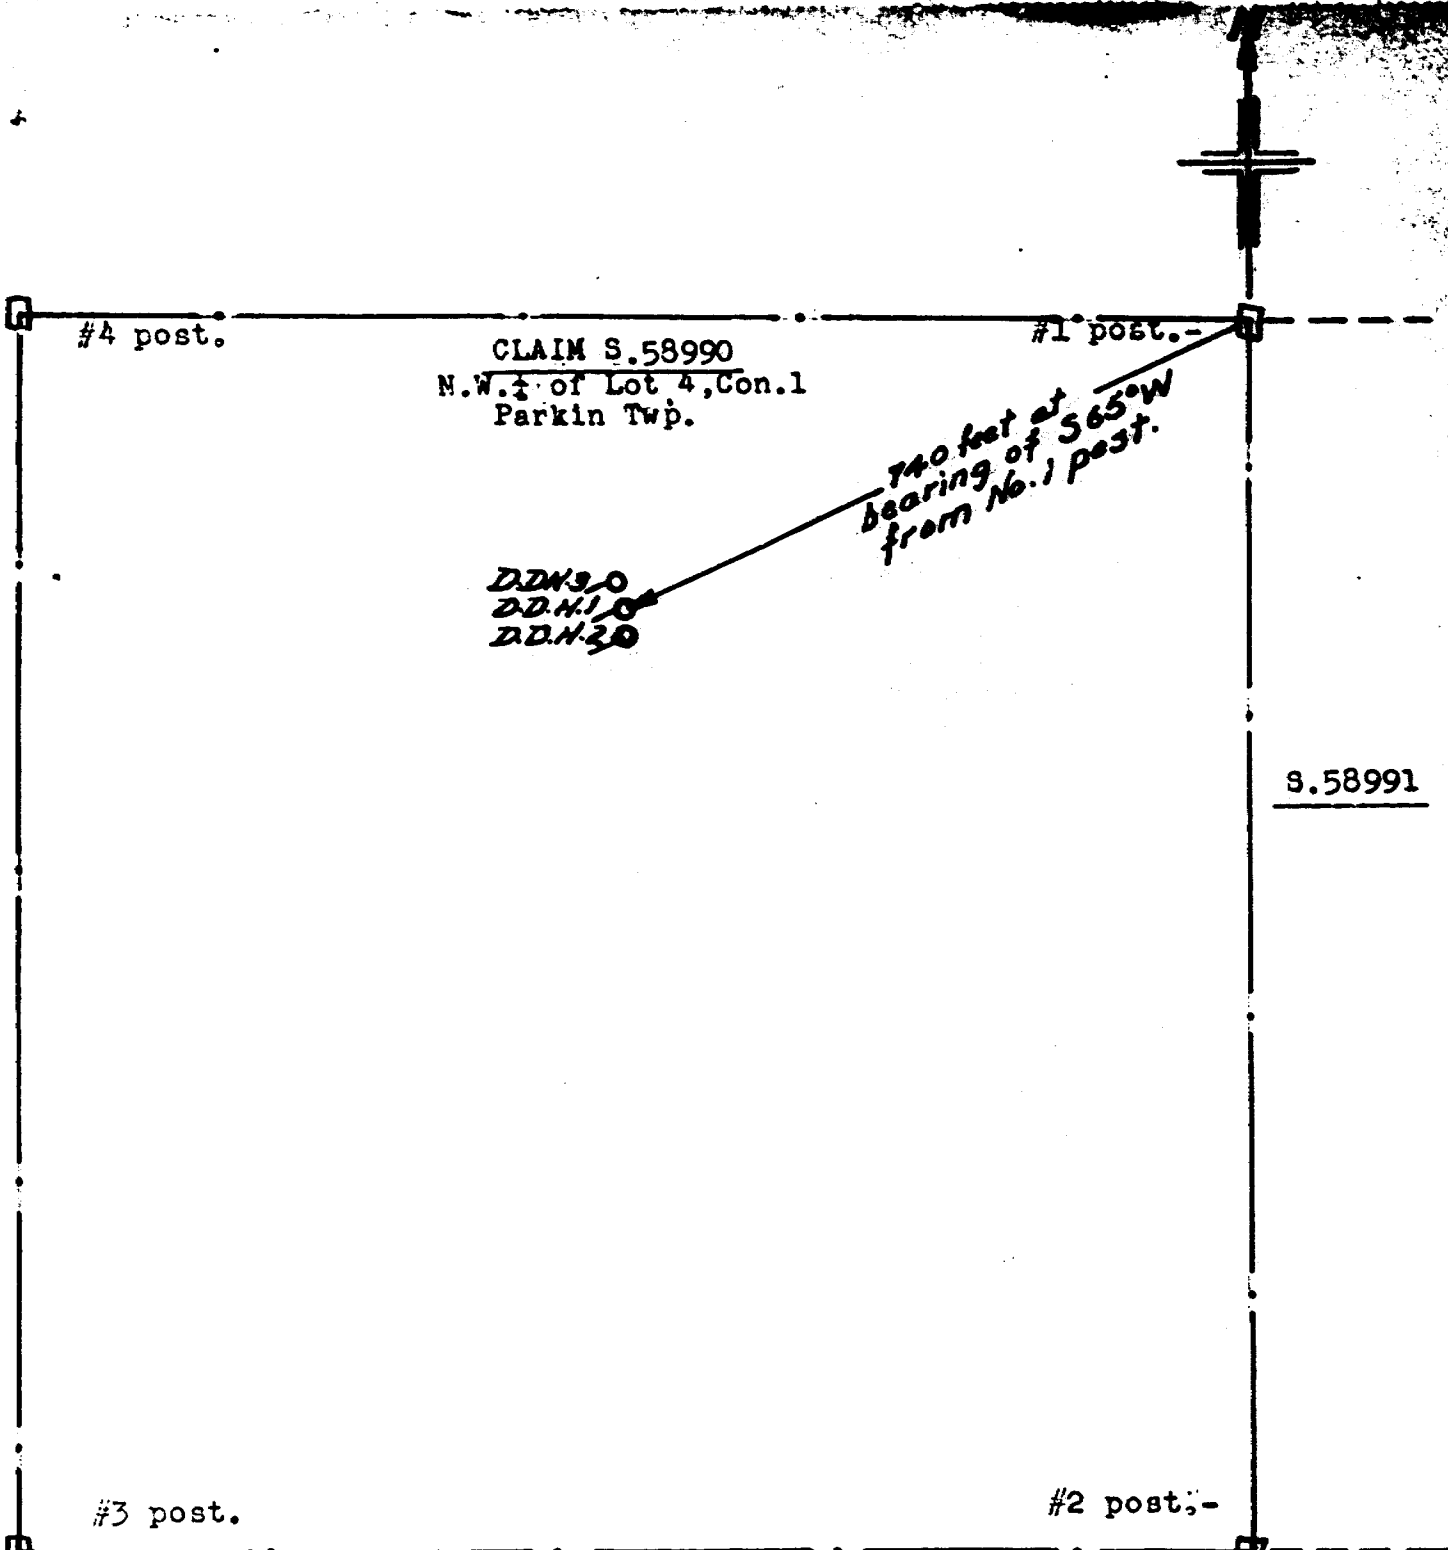 N
#4 post.
#1 post.-
CLAIM S.58990
N.W.¼ of Lot 4,Con.1
Parkin Twp.
740 feet at
bearing of S65°W
from No.1 post.
D.D.H.3
D.D.H.1
D.D.H.2
S.58991
#3 post.
#2 post.-